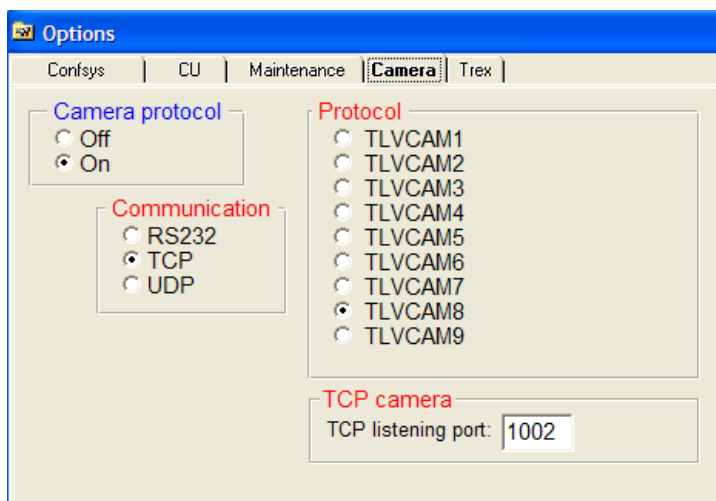 Options
Confsys CU Maintenance Camera Trex
Camera protocol
Off
On
Communication
RS232
TCP
UDP
Protocol
TLVCAM1
TLVCAM2
TLVCAM3
TLVCAM4
TLVCAM5
TLVCAM6
TLVCAM7
TLVCAM8
TLVCAM9
TCP camera
TCP listening port: 1002